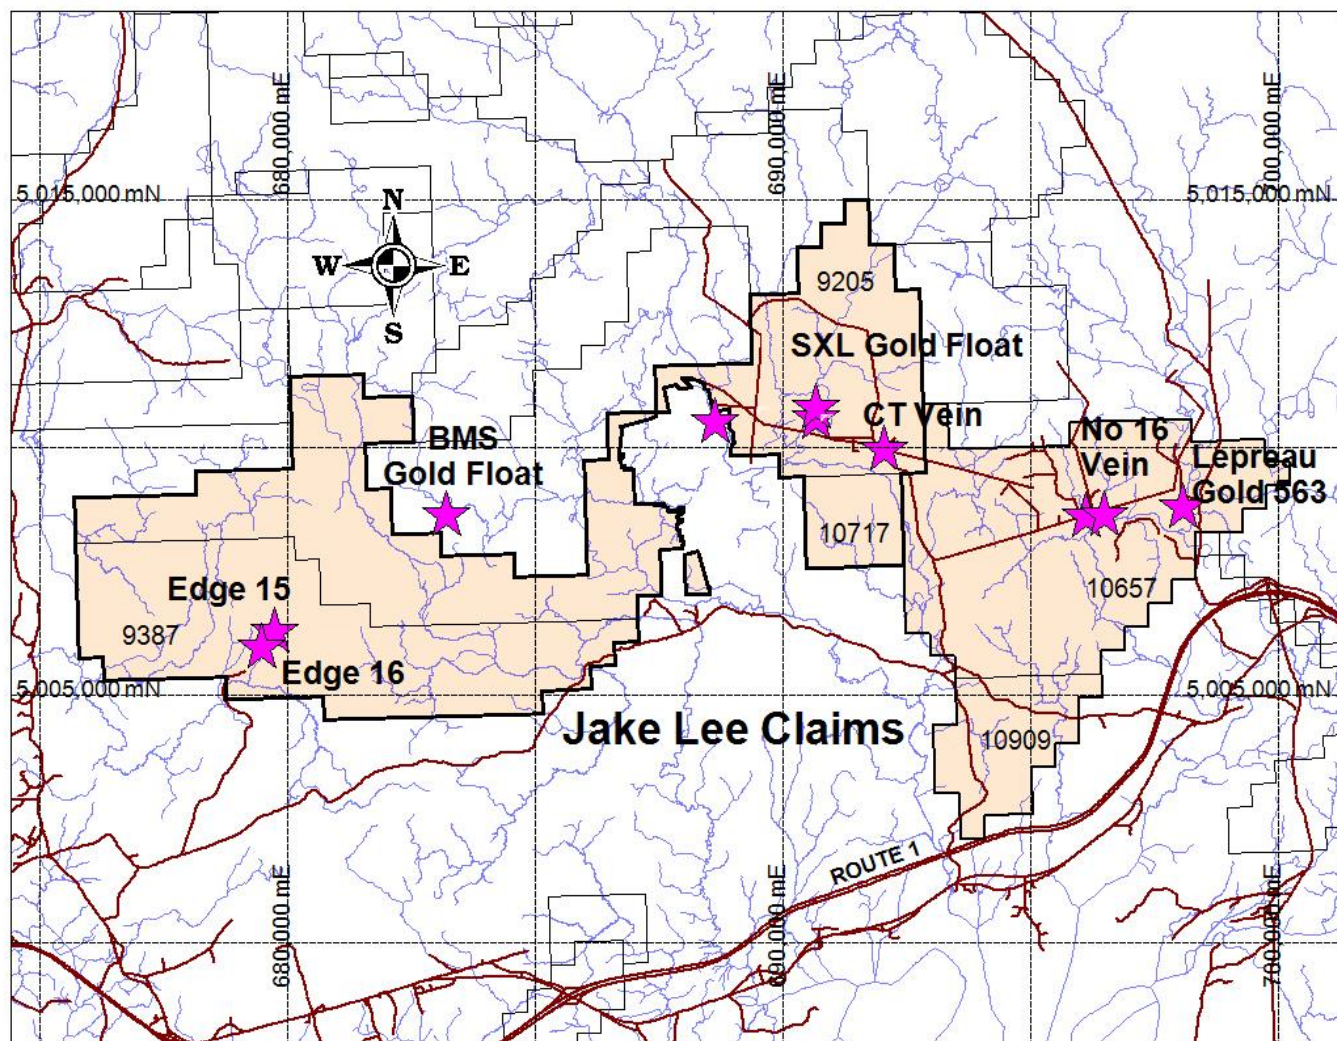 680,000 mE
690,000 mE
700,000 mE
5,015,000 mN
5,015,000 mN
N
W
E
S
9205
SXL Gold Float
CT Vein
BMS
Gold Float
No 16
Vein
Lepreau
Gold 563
10717
10657
Edge 15
9387
Edge 16
5,005,000 mN
5,005,000 mN
Jake Lee Claims
10909
ROUTE 1
680,000 mE
690,000 mE
700,000 mE